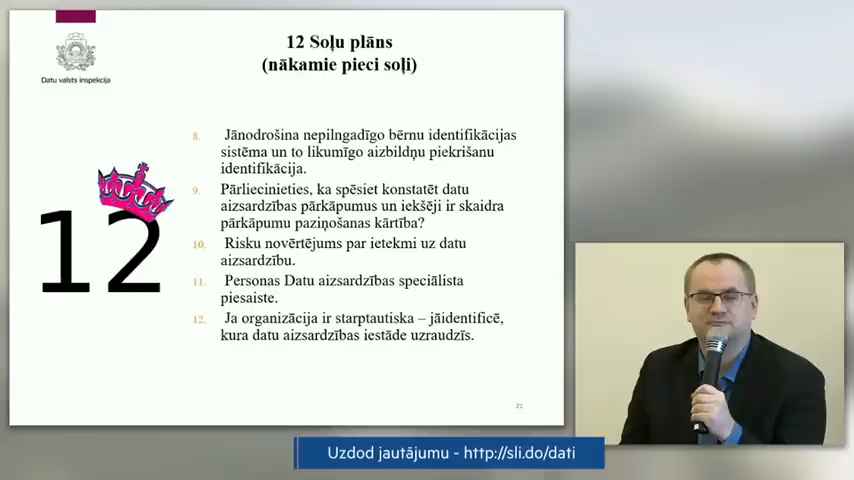 12 Soļu plāns
(nākamie pieci soļi)
Datu valsts inspekcija
8. Jānodrošina nepilngadīgo bērnu identifikācijas
sistēma un to likumīgo aizbildņu piekrišanu
identifikācija.
9. Pārliecinieties, ka spēsiet konstatēt datu
aizsardzības pārkāpumus un iekšēji ir skaidra
pārkāpumu paziņošanas kārtība?
10. Risku novērtējums par ietekmi uz datu
aizsardzību.
11. Personas Datu aizsardzības speciālista
piesaiste.
12. Ja organizācija ir starptautiska – jāidentificē,
kura datu aizsardzības iestāde uzraudzīs.
12
21
Uzdod jautājumu - http://sli.do/dati